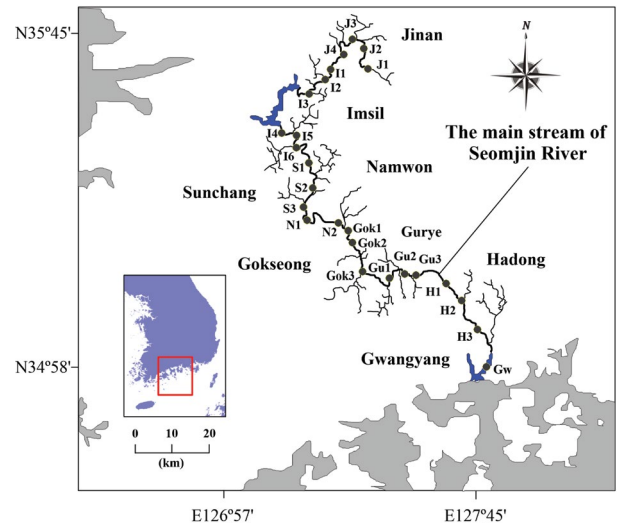 N35°45'
Jinan
N
J3
J4
J2
J1
I1
I2
I3
Imsil
The main stream of
Seomjin River
I4
I5
I6
S1
Namwon
Sunchang
S2
S3
N1
N2
Gok1
Gok2
Gurye
Gokseong
Gok3
Gu1
Gu2
Gu3
Hadong
H1
H2
H3
Gwangyang
Gw
N34°58'
0 10 20
(km)
E126°57'
E127°45'